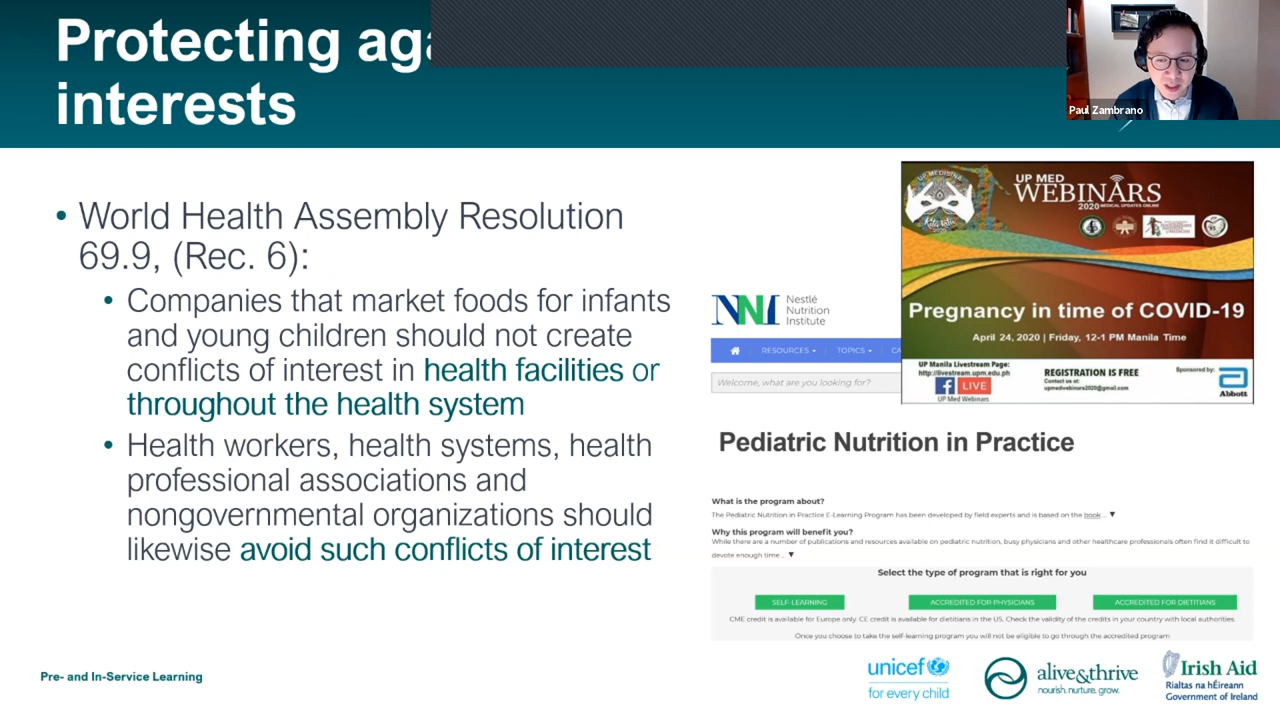 Protecting aga
interests
Paul Zambrano
• World Health Assembly Resolution
69.9, (Rec. 6):
• Companies that market foods for infants
and young children should not create
conflicts of interest in health facilities or
throughout the health system
• Health workers, health systems, health
professional associations and
nongovernmental organizations should
likewise avoid such conflicts of interest
UP MEDISINA
UP MED
WEBINARS
2020 MEDICAL UPDATES ONLINE
Pregnancy in time of COVID-19
April 24, 2020 | Friday, 12-1 PM Manila Time
UP Manila Livestream Page:
http://livestream.upm.edu.ph
LIVE
UP Med Webinars
REGISTRATION IS FREE
Contact us at:
upmedwebinars2020@gmail.com
Sponsored by:
Abbott
NNI Nestlé
Nutrition
Institute
RESOURCES TOPICS CA
Welcome, what are you looking for?
Pediatric Nutrition in Practice
What is the program about?
The Pediatric Nutrition in Practice E-Learning Program has been developed by field experts and is based on the book ... ▼
Why this program will benefit you?
While there are a number of publications and resources available on pediatric nutrition, busy physicians and other healthcare professionals often find it difficult to
devote enough time ... ▼
Select the type of program that is right for you
SELF-LEARNING
ACCREDITED FOR PHYSICIANS
ACCREDITED FOR DIETITIANS
CME credit is available for Europe only. CE credit is available for dietitians in the US. Check the validity of the credits in your country with local authorities.
Once you choose to take the self-learning program you will not be eligible to go through the accredited program
Pre- and In-Service Learning
unicef
for every child
alive&thrive
nourish. nurture. grow.
Irish Aid
Rialtas na hÉireann
Government of Ireland